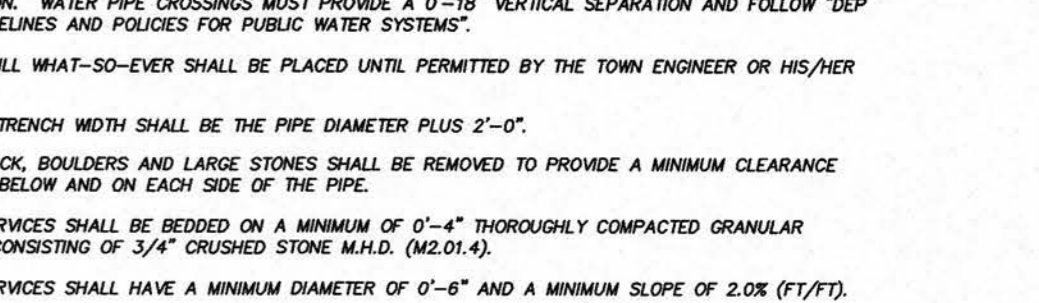 WATER PIPE CROSSINGS MUST PROVIDE A 0'-18" VERTICAL SEPARATION AND FOLLOW "DEP
ELINES AND POLICIES FOR PUBLIC WATER SYSTEMS".
ILL WHAT-SO-EVER SHALL BE PLACED UNTIL PERMITTED BY THE TOWN ENGINEER OR HIS/HER
TRENCH WIDTH SHALL BE THE PIPE DIAMETER PLUS 2'-0".
CK, BOULDERS AND LARGE STONES SHALL BE REMOVED TO PROVIDE A MINIMUM CLEARANCE
BELOW AND ON EACH SIDE OF THE PIPE.
RVICES SHALL BE BEDDED ON A MINIMUM OF 0'-4" THOROUGHLY COMPACTED GRANULAR
CONSISTING OF 3/4" CRUSHED STONE M.H.D. (M2.01.4).
RVICES SHALL HAVE A MINIMUM DIAMETER OF 0'-6" AND A MINIMUM SLOPE OF 2.0% (FT/FT).